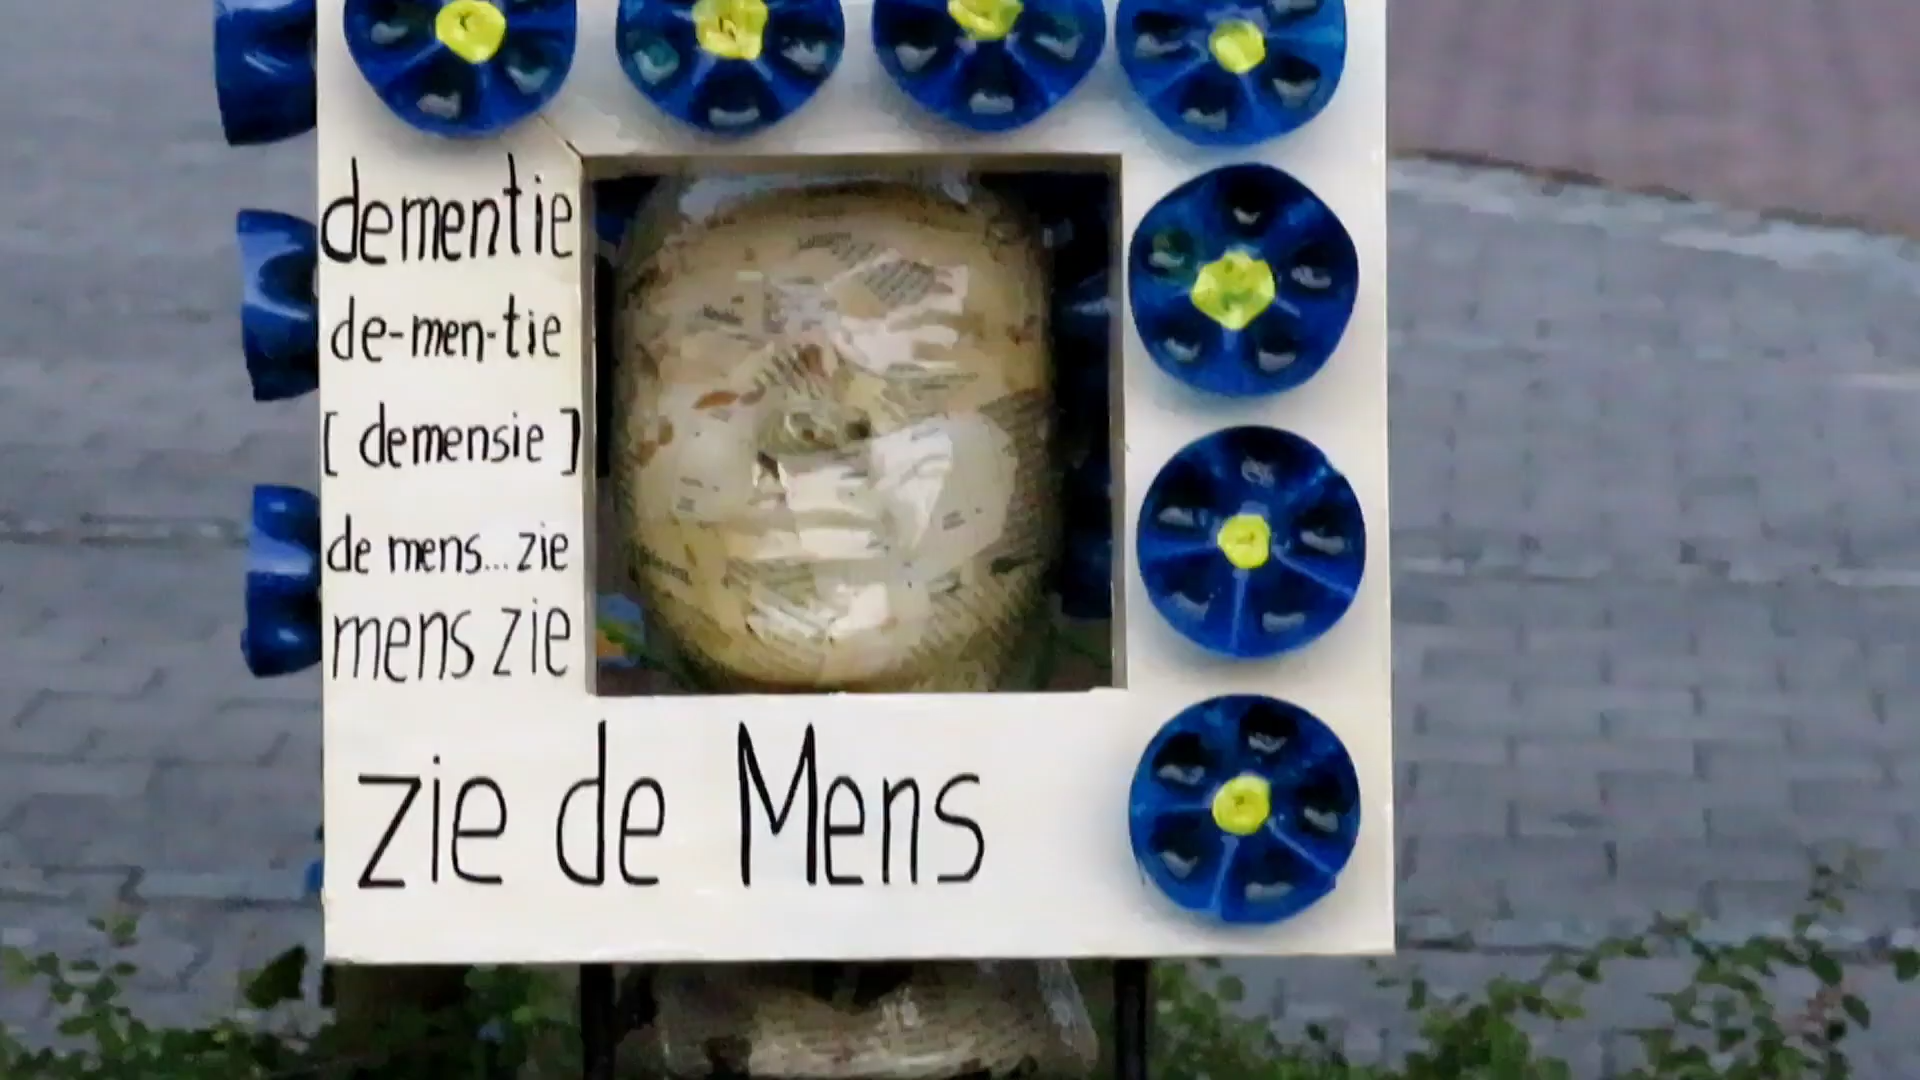 dementie
de-men-tie
[ demensie ]
de mens...zie
mens zie
zie de Mens